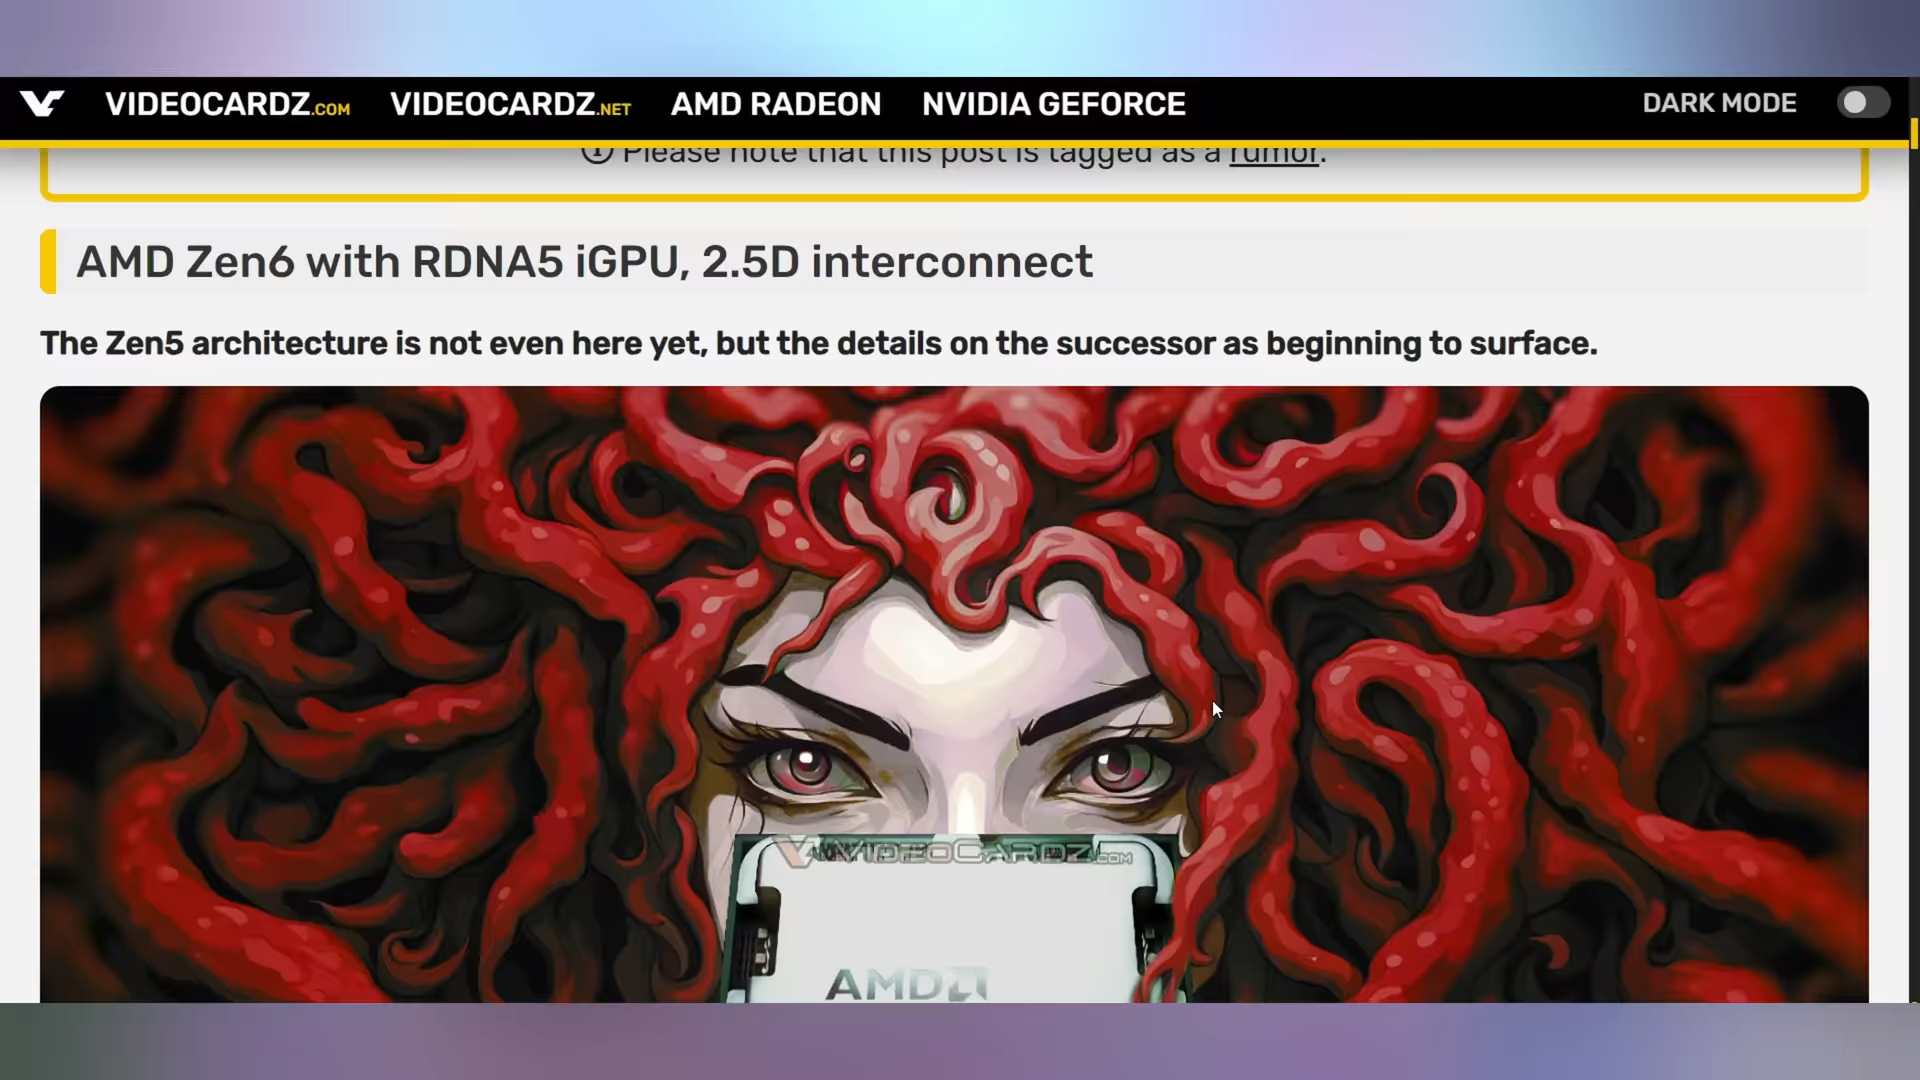 VIDEOCARDZ.COM VIDEOCARDZ.NET AMD RADEON NVIDIA GEFORCE DARK MODE
Please note that this post is tagged as a rumor.
AMD Zen6 with RDNA5 iGPU, 2.5D interconnect
The Zen5 architecture is not even here yet, but the details on the successor as beginning to surface.
VIDEOCARDZ.COM
AMD